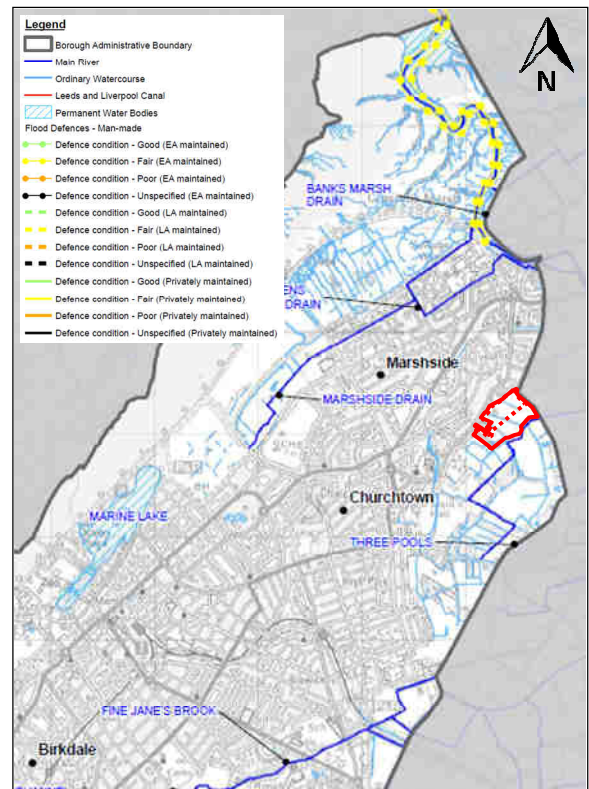 Legend
Borough Administrative Boundary
Main River
Ordinary Watercourse
Leeds and Liverpool Canal
Permanent Water Bodies
Flood Defences - Man-made
Defence condition - Good (EA maintained)
Defence condition - Fair (EA maintained)
Defence condition - Poor (EA maintained)
Defence condition - Unspecified (EA maintained)
Defence condition - Good (LA maintained)
Defence condition - Fair (LA maintained)
Defence condition - Poor (LA maintained)
Defence condition - Unspecified (LA maintained)
Defence condition - Good (Privately maintained)
Defence condition - Fair (Privately maintained)
Defence condition - Poor (Privately maintained)
Defence condition - Unspecified (Privately maintained)
N
BANKS MARSH
DRAIN
ENS
DRAIN
Marshside
MARSHSIDE DRAIN
Churchtown
MARINE LAKE
THREE POOLS
FINE JANE'S BROOK
Birkdale